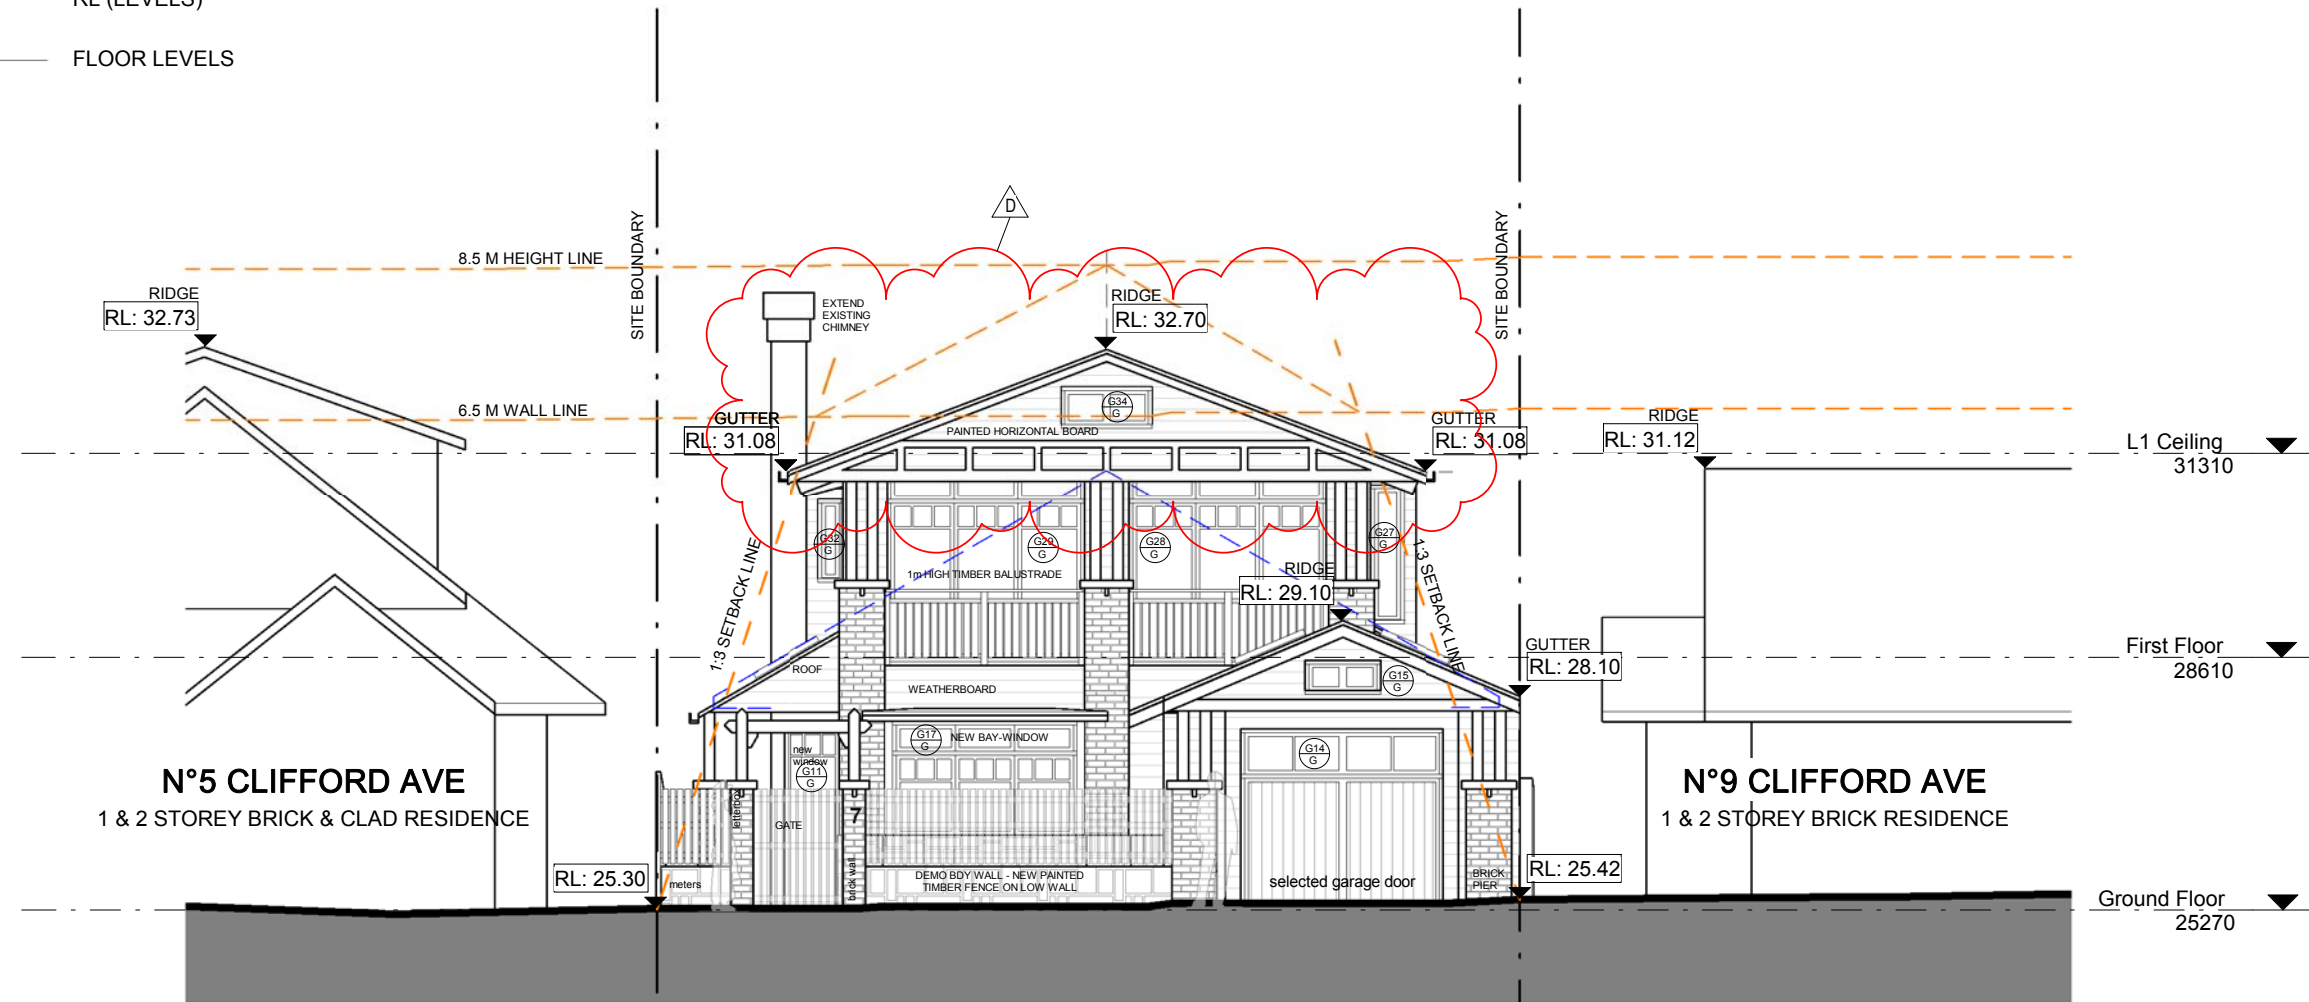 RL (LEVELS)
FLOOR LEVELS
D
SITE BOUNDARY
SITE BOUNDARY
8.5 M HEIGHT LINE
RIDGE
RL: 32.73
EXTEND
EXISTING
CHIMNEY
RIDGE
RL: 32.70
6.5 M WALL LINE
GUTTER
RL: 31.08
G34
G
PAINTED HORIZONTAL BOARD
GUTTER
RL: 31.08
RIDGE
RL: 31.12
L1 Ceiling
31310
G32
G
G29
G
G28
G
G27
G
1:3 SETBACK LINE
1:3 SETBACK LINE
1m HIGH TIMBER BALUSTRADE
RIDGE
RL: 29.10
GUTTER
RL: 28.10
First Floor
28610
ROOF
WEATHERBOARD
G15
G
G17
G
NEW BAY-WINDOW
new
window
G11
G
G14
G
N°5 CLIFFORD AVE
1 & 2 STOREY BRICK & CLAD RESIDENCE
N°9 CLIFFORD AVE
1 & 2 STOREY BRICK RESIDENCE
letterbox
GATE
7
brick wall
RL: 25.30
meters
DEMO BDY WALL - NEW PAINTED
TIMBER FENCE ON LOW WALL
selected garage door
BRICK
PIER
RL: 25.42
Ground Floor
25270